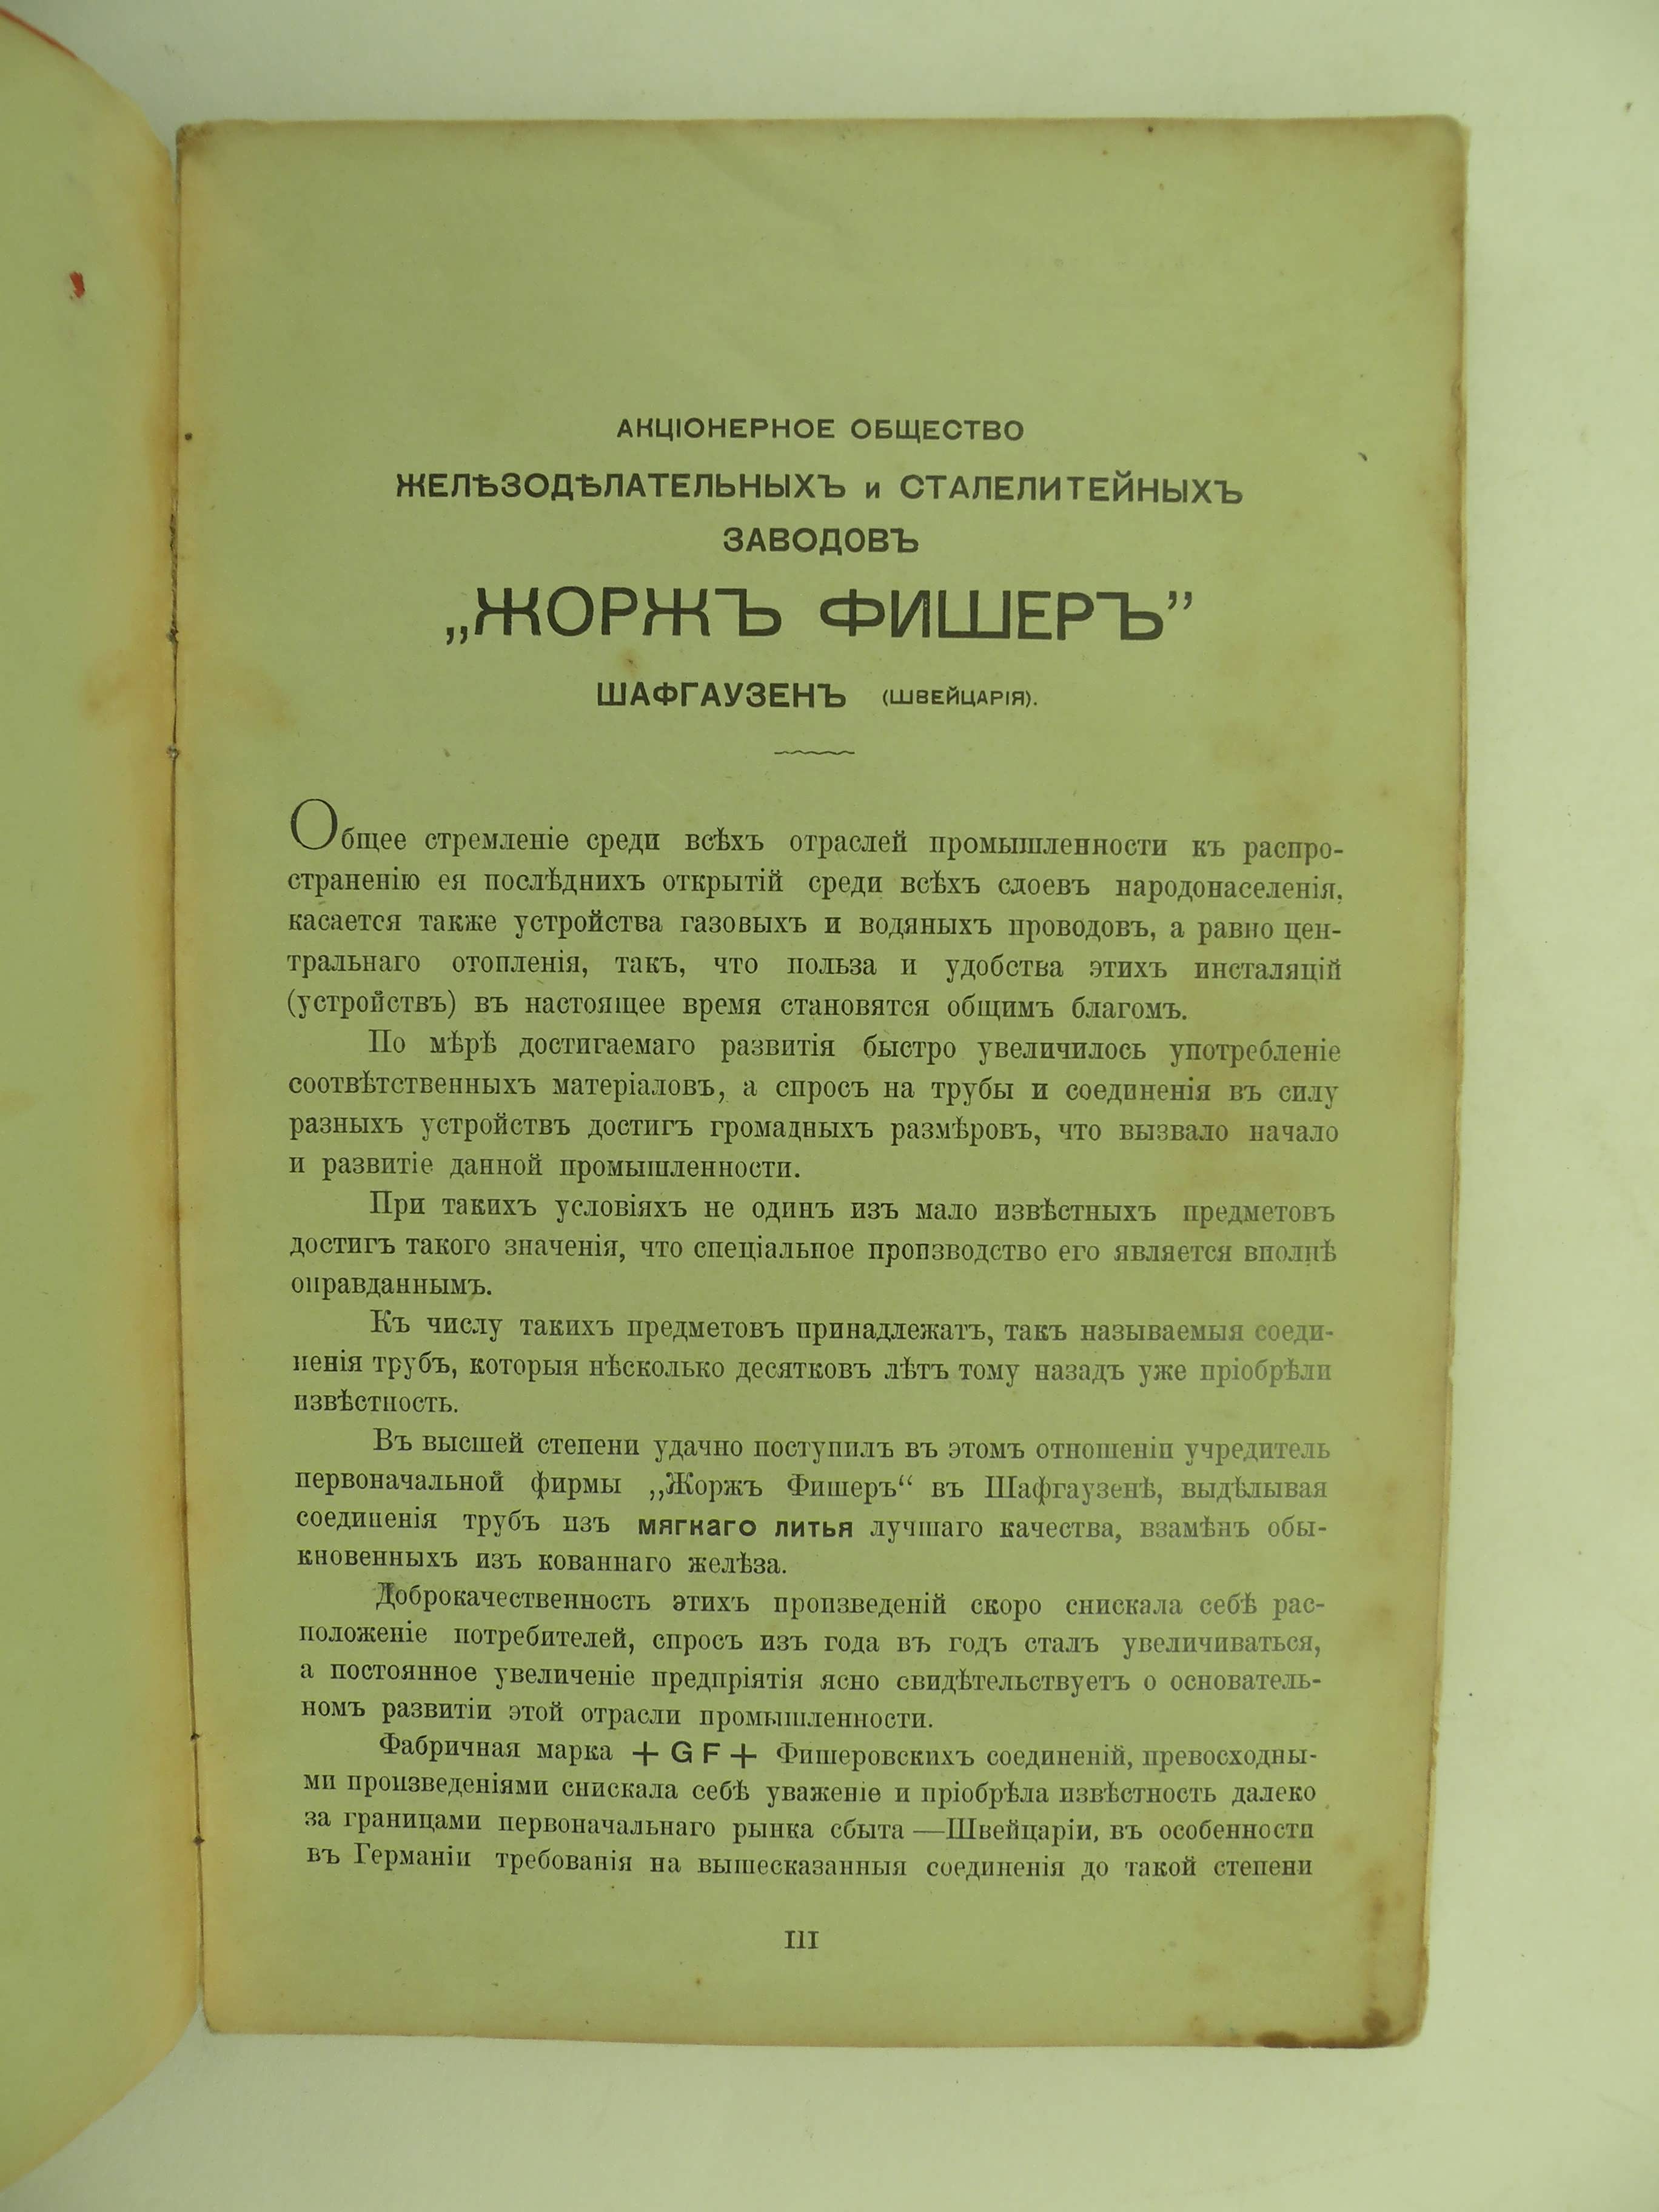 АКЦІОНЕРНОЕ ОБЩЕСТВО
ЖЕЛѢЗОДѢЛАТЕЛЬНЫХЪ и СТАЛЕЛИТЕЙНЫХЪ
ЗАВОДОВЪ
„ЖОРЖЪ ФИШЕРЪ”
ШАФГАУЗЕНЪ (ШВЕЙЦАРІЯ).
Общее стремленіе среди всѣхъ отраслей промышленности къ распро-
страненію ея послѣднихъ открытій среди всѣхъ слоевъ народонаселенія,
касается также устройства газовыхъ и водяныхъ проводовъ, а равно цен-
тральнаго отопленія, такъ, что польза и удобства этихъ инсталяцій
(устройствъ) въ настоящее время становятся общимъ благомъ.
По мѣрѣ достигаемаго развитія быстро увеличилось употребленіе
соотвѣтственныхъ матеріаловъ, а спросъ на трубы и соединенія въ силу
разныхъ устройствъ достигъ громадныхъ размѣровъ, что вызвало начало
и развитіе данной промышленности.
При такихъ условіяхъ не одинъ изъ мало извѣстныхъ предметовъ
достигъ такого значенія, что спеціальное производство его является вполнѣ
оправданнымъ.
Къ числу такихъ предметовъ принадлежатъ, такъ называемыя соеди-
ненія трубъ, которыя нѣсколько десятковъ лѣтъ тому назадъ уже пріобрѣли
извѣстность.
Въ высшей степени удачно поступилъ въ этомъ отношеніи учредитель
первоначальной фирмы „Жоржъ Фишеръ“ въ Шафгаузенѣ, выдѣлывая
соединенія трубъ изъ мягкаго литья лучшаго качества, взамѣнъ обы-
кновенныхъ изъ кованнаго желѣза.
Доброкачественность этихъ произведеній скоро снискала себѣ рас-
положеніе потребителей, спросъ изъ года въ годъ сталъ увеличиваться,
а постоянное увеличеніе предпріятія ясно свидѣтельствуетъ о основатель-
номъ развитіи этой отрасли промышленности.
Фабричная марка + G F + Фишеровскихъ соединеній, превосходны-
ми произведеніями снискала себѣ уваженіе и пріобрѣла извѣстность далеко
за границами первоначальнаго рынка сбыта —Швейцаріи, въ особенности
въ Германіи требованія на вышесказанныя соединенія до такой степени
III